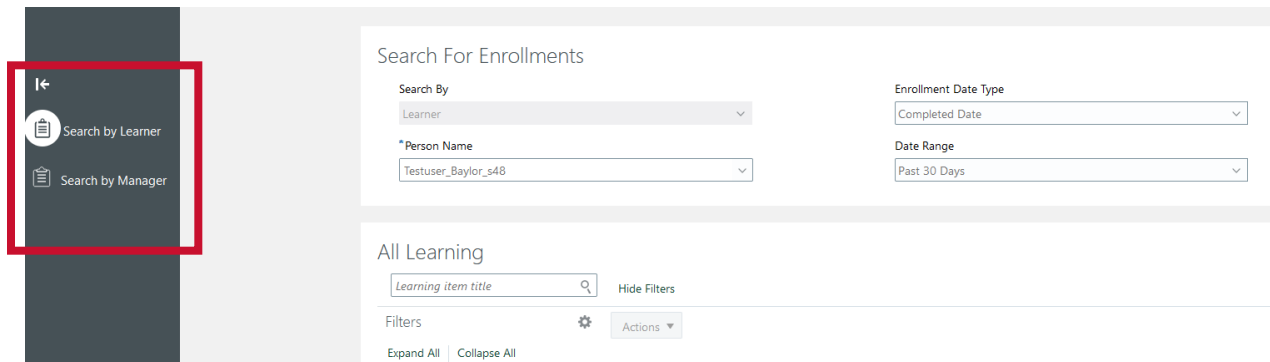 Search by Learner
Search by Manager
Search For Enrollments
Search By
Learner
*Person Name
Testuser_Baylor_s48
Enrollment Date Type
Completed Date
Date Range
Past 30 Days
All Learning
Learning item title
Hide Filters
Filters
Actions
Expand All
Collapse All